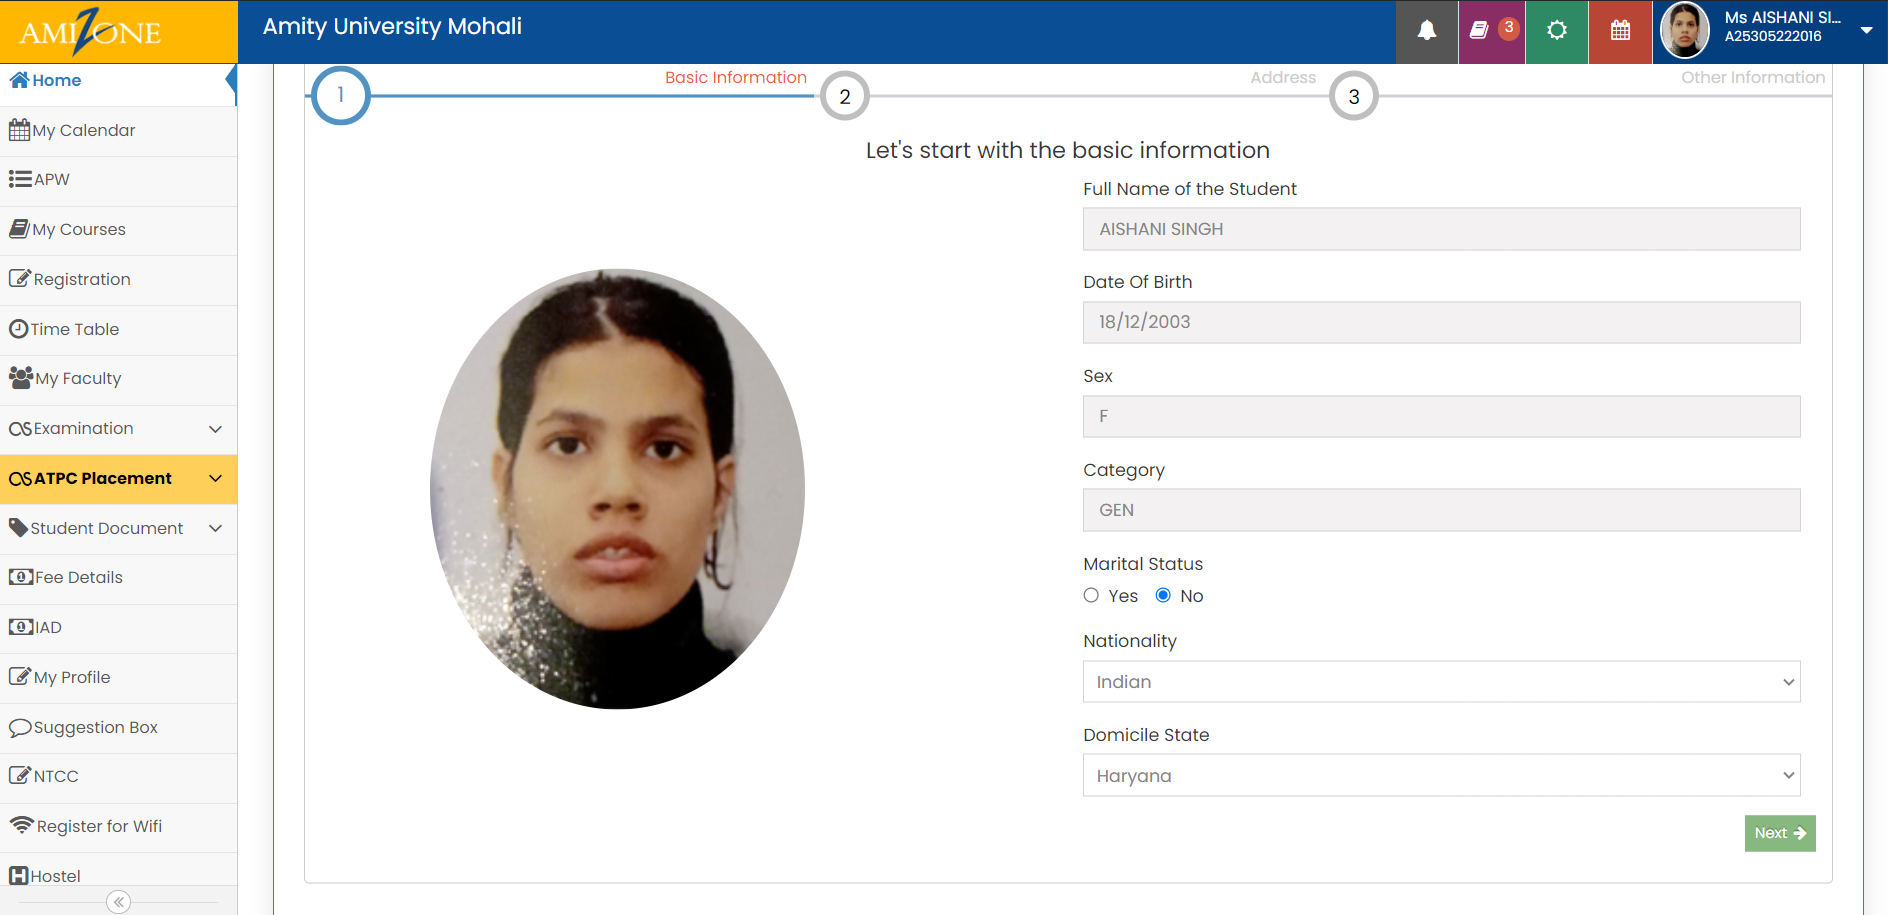 AMIZONE
Amity University Mohali
3
Ms AISHANI SI...
A25305222016
Home
My Calendar
APW
My Courses
Registration
Time Table
My Faculty
Examination
ATPC Placement
Student Document
Fee Details
IAD
My Profile
Suggestion Box
NTCC
Register for Wifi
Hostel
1 Basic Information
2 Address
3 Other Information
Let's start with the basic information
Full Name of the Student
AISHANI SINGH
Date Of Birth
18/12/2003
Sex
F
Category
GEN
Marital Status
Yes No
Nationality
Indian
Domicile State
Haryana
Next